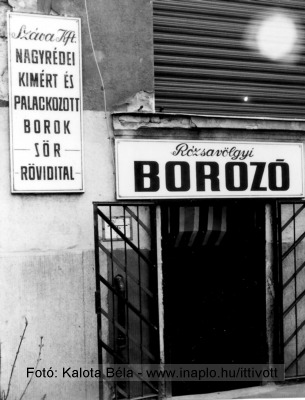 Száva Kft.
NAGYRÉDEI
KIMÉRT ÉS
PALACKOZOTT
BOROK
SÖR
RÖVIDITAL
Rózsavölgyi
BOROZÓ
Fotó: Kalota Béla - www.inaplo.hu/ittivott